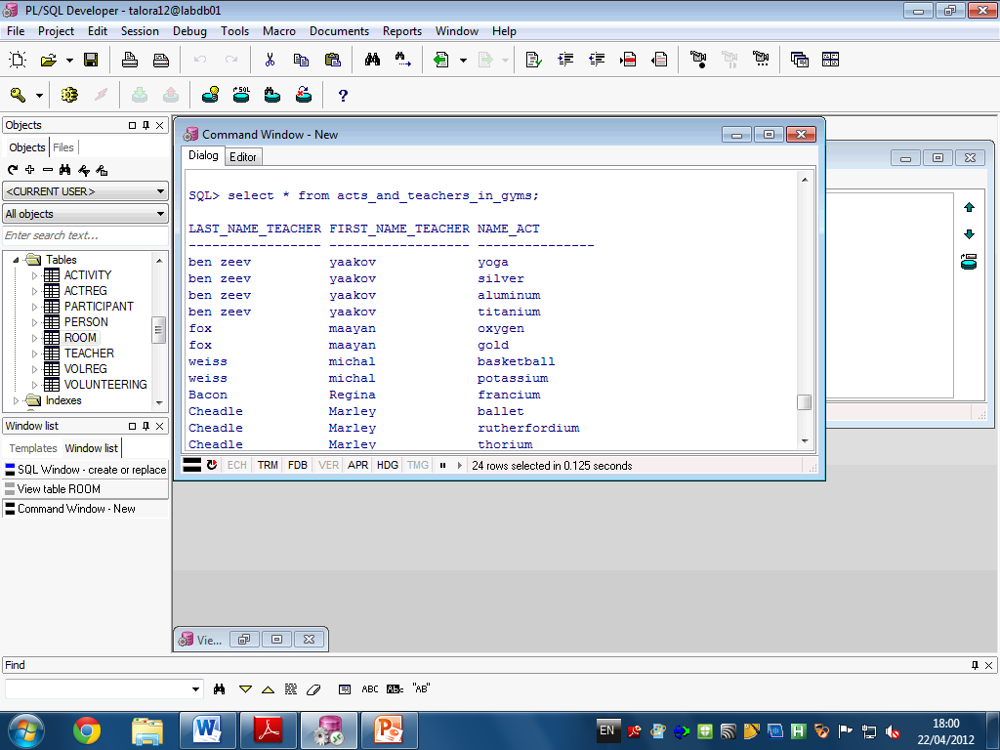 PL/SQL Developer - talora12@labdb01
File Project Edit Session Debug Tools Macro Documents Reports Window Help
SQL
?
Objects
Objects Files
<CURRENT USER>
All objects
Enter search text...
Tables
ACTIVITY
ACTREG
PARTICIPANT
PERSON
ROOM
TEACHER
VOLREG
VOLUNTEERING
Indexes
Window list
Templates Window list
SQL Window - create or replace
View table ROOM
Command Window - New
Command Window - New
Dialog Editor
SQL> select * from acts_and_teachers_in_gyms;
LAST_NAME_TEACHER FIRST_NAME_TEACHER NAME_ACT
----------------- ------------------ ---------------
ben zeev yaakov yoga
ben zeev yaakov silver
ben zeev yaakov aluminum
ben zeev yaakov titanium
fox maayan oxygen
fox maayan gold
weiss michal basketball
weiss michal potassium
Bacon Regina francium
Cheadle Marley ballet
Cheadle Marley rutherfordium
Cheadle Marley thorium
ECH TRM FDB VER APR HDG TMG 24 rows selected in 0.125 seconds
Vie...
Find
ABC "AB"
EN
18:00
22/04/2012